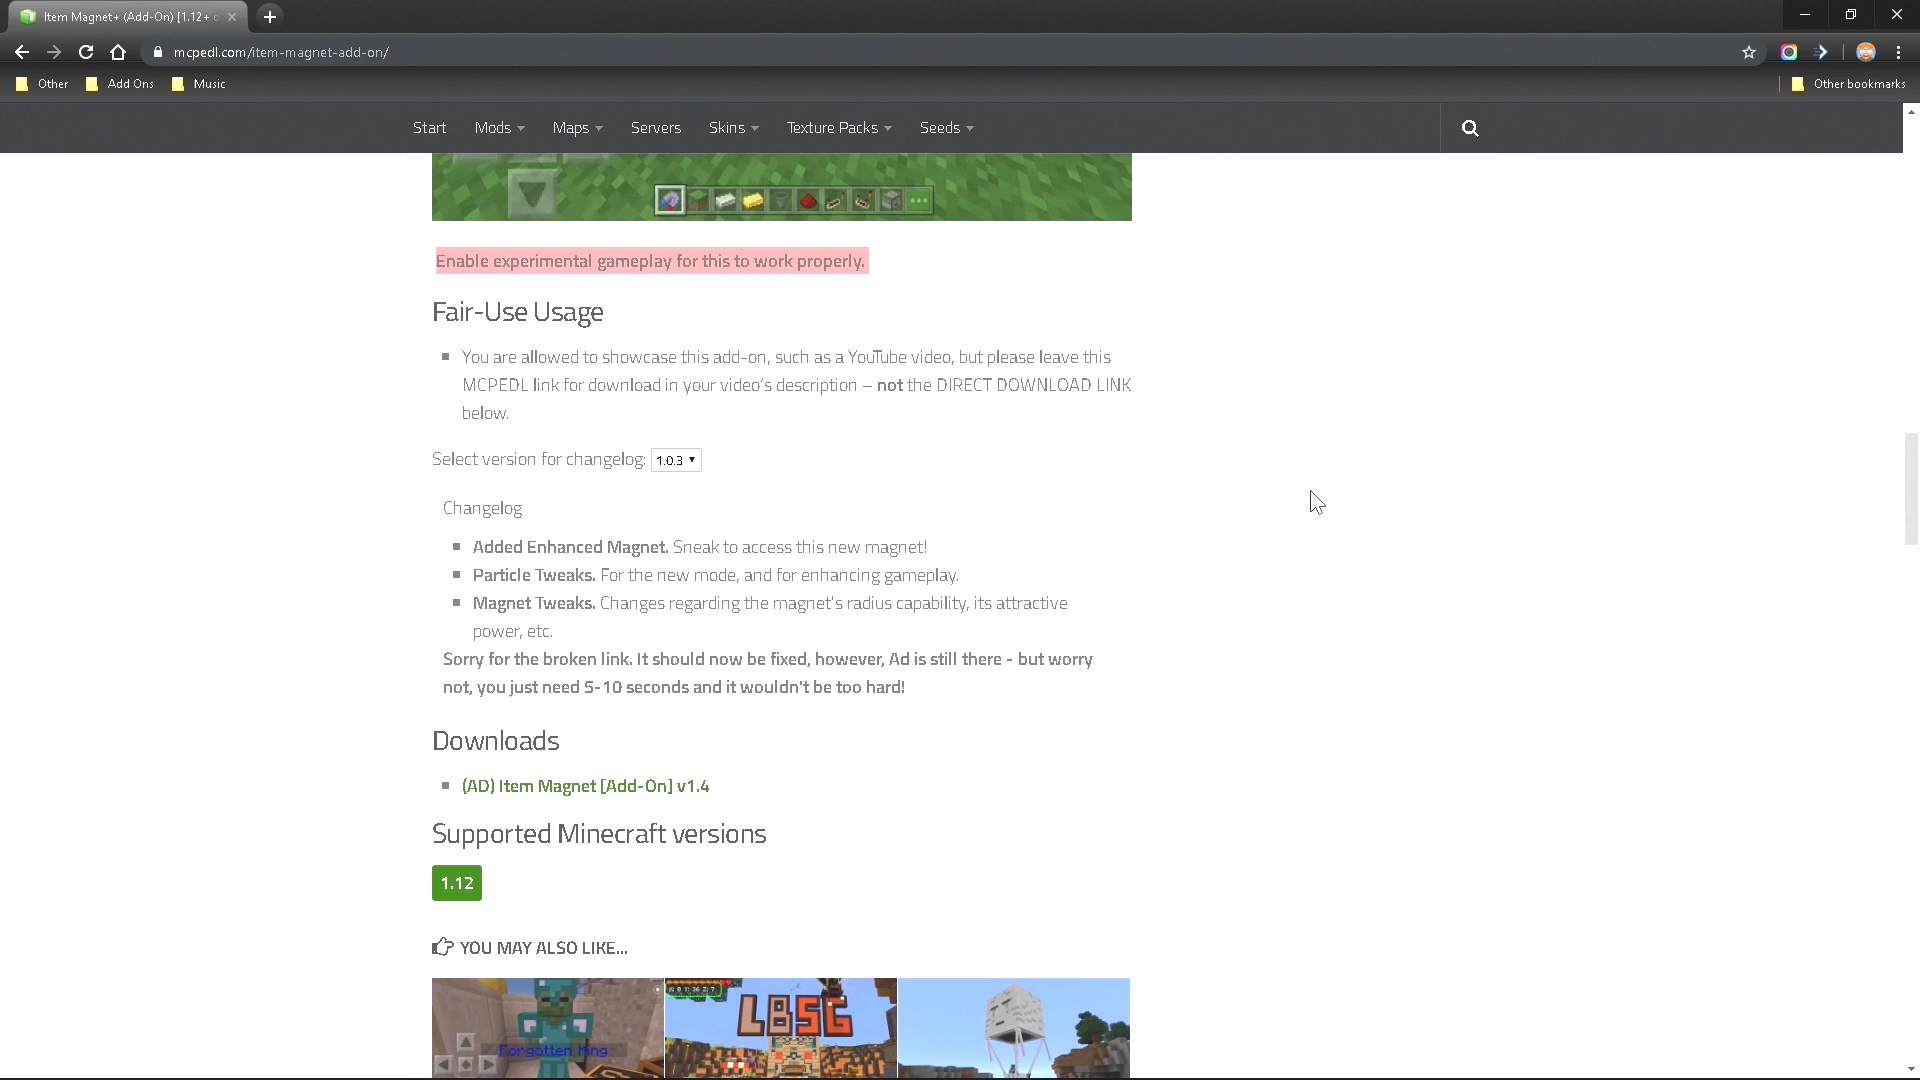 Item Magnet+ (Add-On) [1.12+
mcpedl.com/item-magnet-add-on/
Other
Add Ons
Music
Other bookmarks
Start
Mods
Maps
Servers
Skins
Texture Packs
Seeds
Enable experimental gameplay for this to work properly.
Fair-Use Usage
You are allowed to showcase this add-on, such as a YouTube video, but please leave this
MCPEDL link for download in your video's description – not the DIRECT DOWNLOAD LINK
below.
Select version for changelog: 1.0.3
Changelog
Added Enhanced Magnet. Sneak to access this new magnet!
Particle Tweaks. For the new mode, and for enhancing gameplay.
Magnet Tweaks. Changes regarding the magnet's radius capability, its attractive
power, etc.
Sorry for the broken link. It should now be fixed, however, Ad is still there - but worry
not, you just need 5-10 seconds and it wouldn't be too hard!
Downloads
(AD) Item Magnet [Add-On] v1.4
Supported Minecraft versions
1.12
YOU MAY ALSO LIKE...
Forgotten King
LBSG